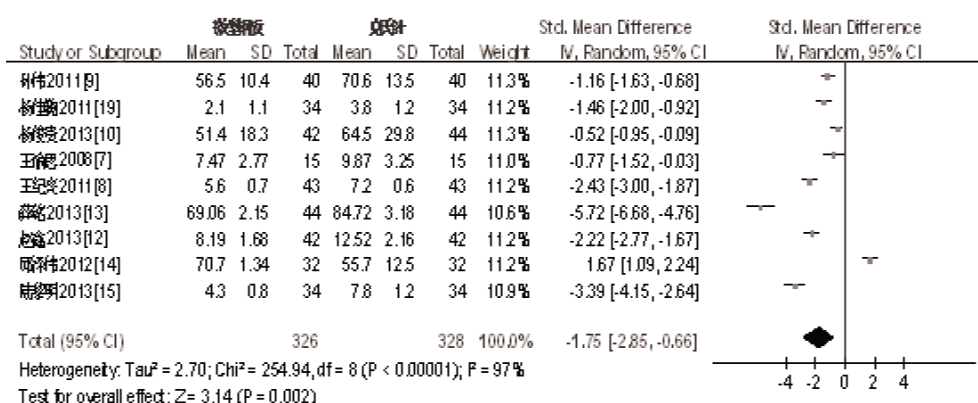 Std. Mean Difference Std. Mean Difference
Study or Subgroup Mean SD Total Mean SD Total Weight IV, Random, 95% CI IV, Random, 95% CI
2011[9] 56.5 10.4 40 70.6 13.5 40 11.3% -1.16 [-1.63, -0.68]
2011[19] 2.1 1.1 34 3.8 1.2 34 11.2% -1.46 [-2.00, -0.92]
2013[10] 51.4 18.3 42 64.5 29.8 44 11.3% -0.52 [-0.95, -0.09]
2008[7] 7.47 2.77 15 9.87 3.25 15 11.0% -0.77 [-1.52, -0.03]
2011[8] 5.6 0.7 43 7.2 0.6 43 11.2% -2.43 [-3.00, -1.87]
2013[13] 69.06 2.15 44 84.72 3.18 44 10.6% -5.72 [-6.68, -4.76]
2013[12] 8.19 1.68 42 12.52 2.16 42 11.2% -2.22 [-2.77, -1.67]
2012[14] 70.7 1.34 32 55.7 12.5 32 11.2% 1.67 [1.09, 2.24]
2013[15] 4.3 0.8 34 7.8 1.2 34 10.9% -3.39 [-4.15, -2.64]
Total (95% CI) 326 328 100.0% -1.75 [-2.85, -0.66]
Heterogeneity: Tau² = 2.70; Chi² = 254.94, df = 8 (P < 0.00001); I² = 97%
Test for overall effect: Z = 3.14 (P = 0.002)
-4 -2 0 2 4